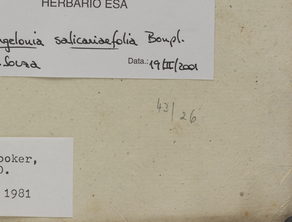 HERBARIO ESA
ngelonia salicariaefolia Bonpl.
.Souza
Data.: 19/III/2001
43/26
ooker,
O.
1981